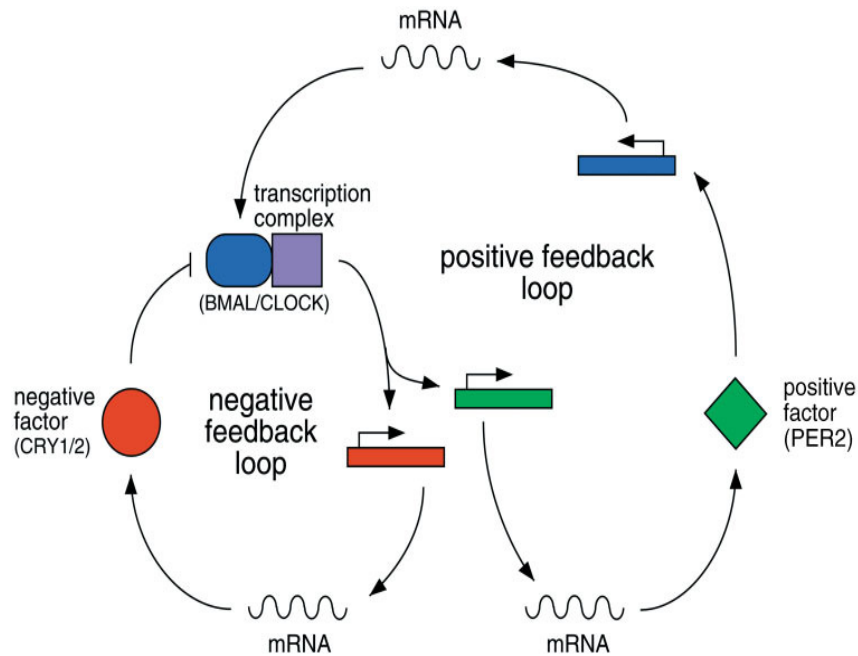 mRNA
transcription
complex
(BMAL/CLOCK)
positive feedback
loop
negative
factor
(CRY1/2)
negative
feedback
loop
positive
factor
(PER2)
mRNA
mRNA